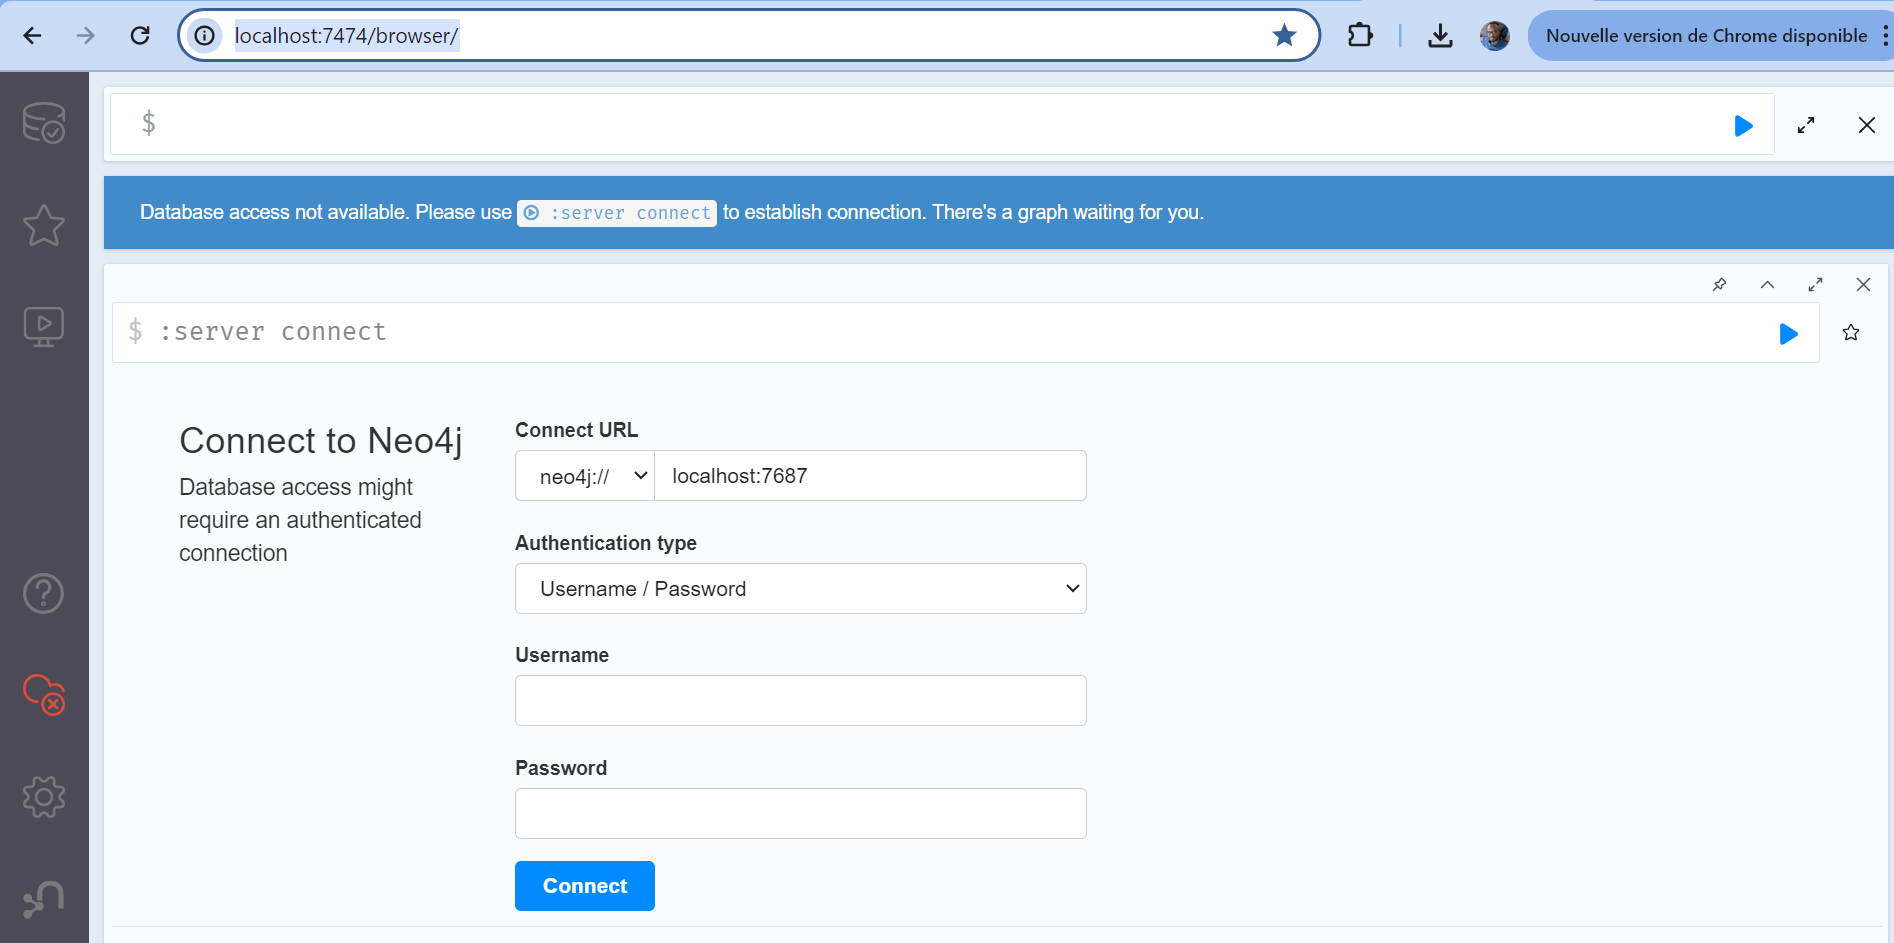 localhost:7474/browser/
Nouvelle version de Chrome disponible
$
Database access not available. Please use :server connect to establish connection. There's a graph waiting for you.
$ :server connect
Connect to Neo4j
Database access might
require an authenticated
connection
Connect URL
neo4j:// localhost:7687
Authentication type
Username / Password
Username
Password
Connect